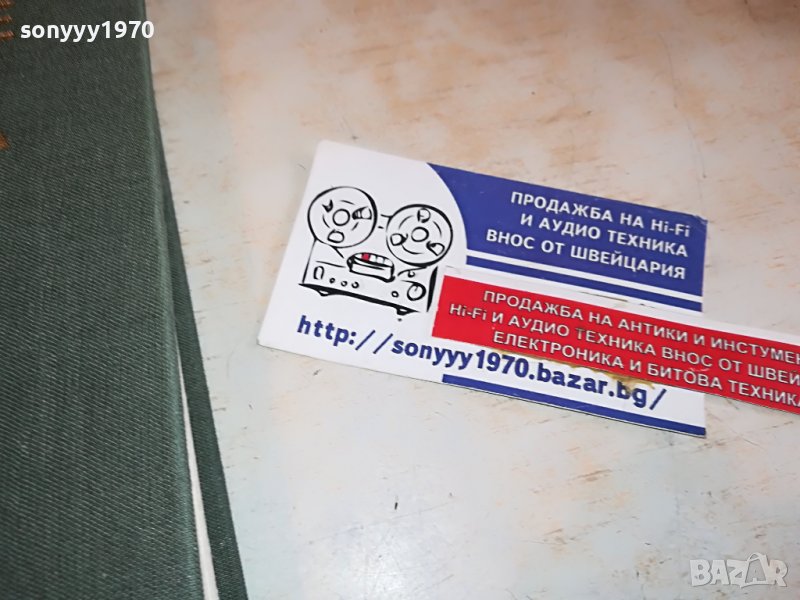 sonyyy1970
ПРОДАЖБА НА Hi-Fi
И АУДИО ТЕХНИКА
ВНОС ОТ ШВЕЙЦАРИЯ
ПРОДАЖБА НА АНТИКИ И ИНСТУМЕН
Hi-Fi И АУДИО ТЕХНИКА ВНОС ОТ ШВЕЙ
ЕЛЕКТРОНИКА И БИТОВА ТЕХНИКА
http://sonyyy1970.bazar.bg/
BAZAR